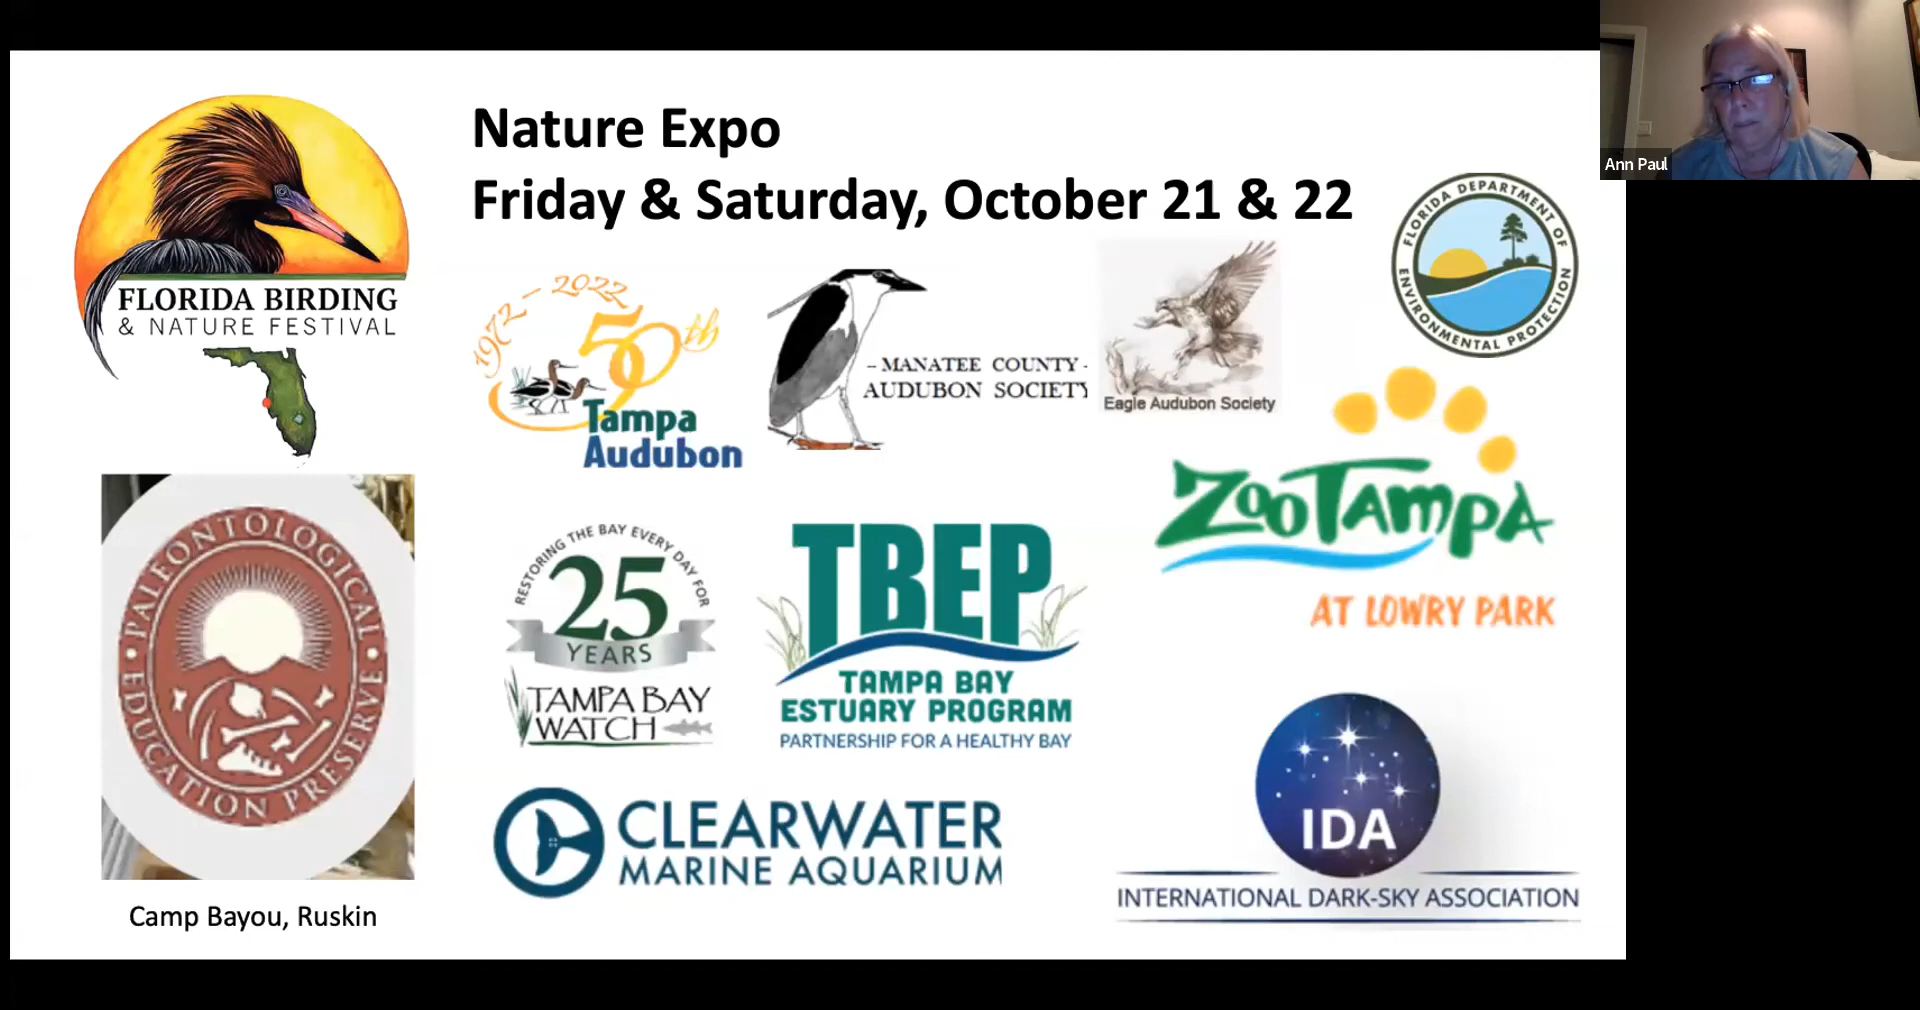 Nature Expo
Friday & Saturday, October 21 & 22
Ann Paul
FLORIDA BIRDING
& NATURE FESTIVAL
1972 - 2022
50th
Tampa
Audubon
- MANATEE COUNTY -
AUDUBON SOCIETY
Eagle Audubon Society
FLORIDA DEPARTMENT OF
ENVIRONMENTAL PROTECTION
ZOOTAMPA
AT LOWRY PARK
PALEONTOLOGICAL
EDUCATION PRESERVE
Camp Bayou, Ruskin
RESTORING THE BAY EVERY DAY FOR
25
YEARS
TAMPA BAY
WATCH
TBEP
TAMPA BAY
ESTUARY PROGRAM
PARTNERSHIP FOR A HEALTHY BAY
CLEARWATER
MARINE AQUARIUM
IDA
INTERNATIONAL DARK-SKY ASSOCIATION